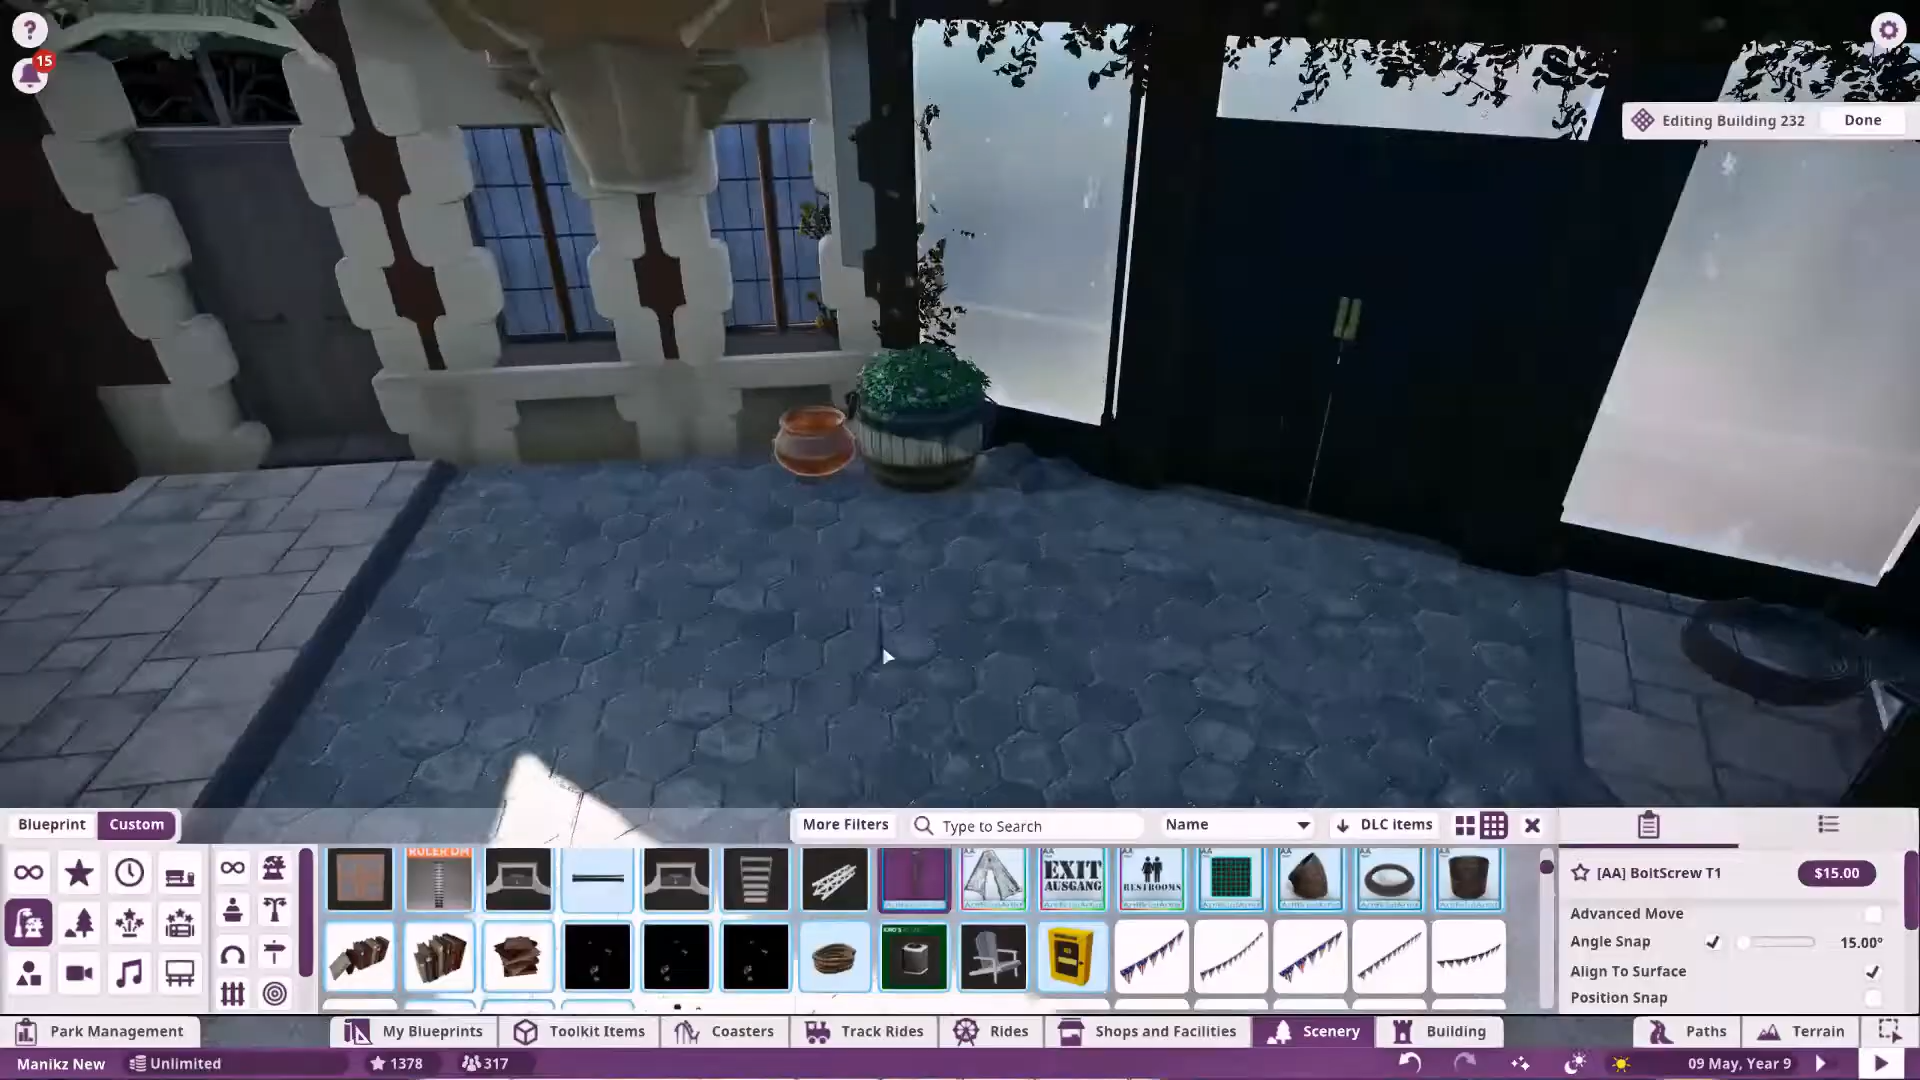 ?
15
Editing Building 232
Done
Blueprint
Custom
More Filters
Type to Search
Name
DLC items
RULER DM
EXIT
AUSGANG
RESTROOMS
[AA] BoltScrew T1
$15.00
Advanced Move
Angle Snap
15.00°
Align To Surface
Position Snap
Park Management
My Blueprints
Toolkit Items
Coasters
Track Rides
Rides
Shops and Facilities
Scenery
Building
Paths
Terrain
Manikz New
Unlimited
1378
317
09 May, Year 9